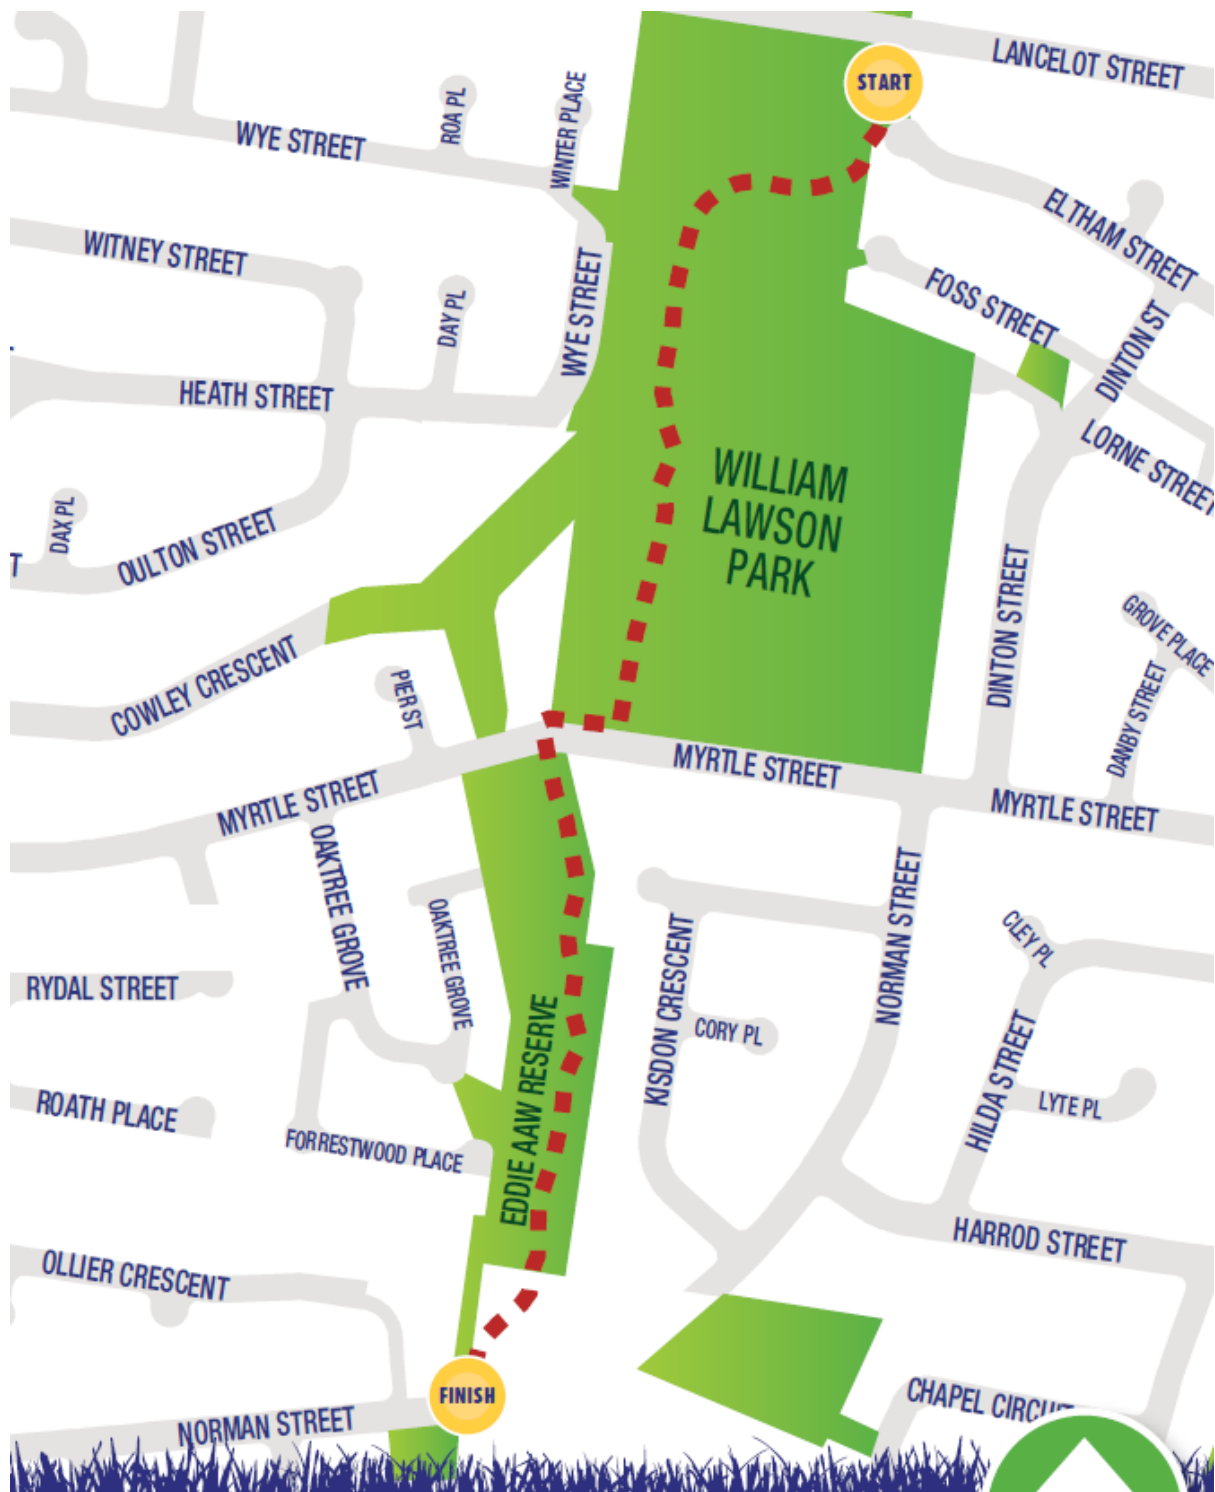 LANCELOT STREET
START
ROA PL
WINTER PLACE
WYE STREET
ELTHAM STREET
WITNEY STREET
FOSS STREET
DAY PL
WYE STREET
DINTON ST
HEATH STREET
LORNE STREET
WILLIAM
LAWSON
PARK
DAX PL
OULTON STREET
T
DINTON STREET
GROVE PLACE
COWLEY CRESCENT
PIER ST
DANBY STREET
MYRTLE STREET
MYRTLE STREET
MYRTLE STREET
OAKTREE GROVE
OAKTREE GROVE
NORMAN STREET
KISDON CRESCENT
CLEY PL
RYDAL STREET
CORY PL
EDDIE AAW RESERVE
HILDA STREET
ROATH PLACE
LYTE PL
FORRESTWOOD PLACE
HARROD STREET
OLLIER CRESCENT
FINISH
CHAPEL CIRCUIT
NORMAN STREET